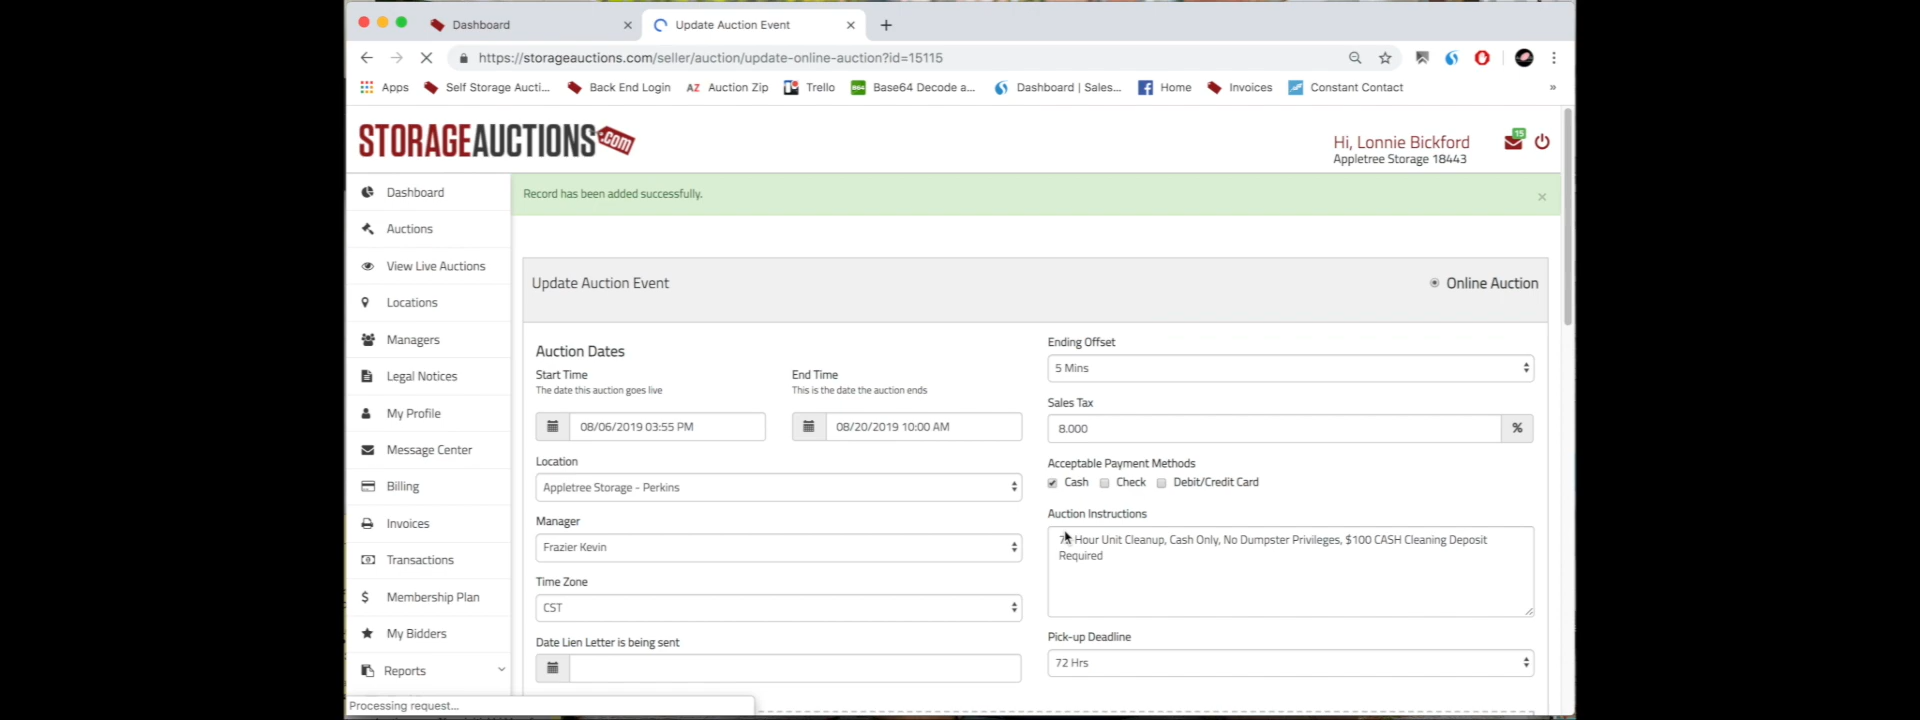 Dashboard
Update Auction Event
https://storageauctions.com/seller/auction/update-online-auction?id=15115
Apps
Self Storage Aucti...
Back End Login
AZ Auction Zip
Trello
Base64 Decode a...
Dashboard | Sales...
Home
Invoices
Constant Contact
»
STORAGEAUCTIONS.com
Hi, Lonnie Bickford
15
Appletree Storage 18443
Dashboard
Auctions
View Live Auctions
Locations
Managers
Legal Notices
My Profile
Message Center
Billing
Invoices
Transactions
Membership Plan
My Bidders
Reports
Processing request...
Record has been added successfully.
×
Update Auction Event
Online Auction
Auction Dates
Start Time
The date this auction goes live
08/06/2019 03:55 PM
End Time
This is the date the auction ends
08/20/2019 10:00 AM
Location
Appletree Storage - Perkins
Manager
Frazier Kevin
Time Zone
CST
Date Lien Letter is being sent
Ending Offset
5 Mins
Sales Tax
8.000
%
Acceptable Payment Methods
Cash Check Debit/Credit Card
Auction Instructions
Hour Unit Cleanup, Cash Only, No Dumpster Privileges, $100 CASH Cleaning Deposit
Required
Pick-up Deadline
72 Hrs